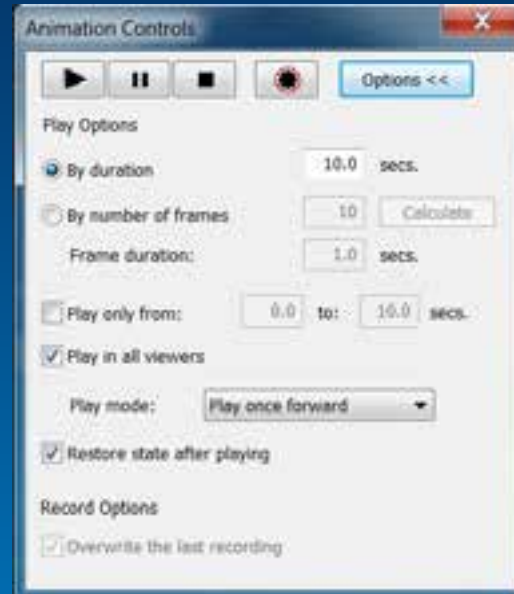 Animation Controls
Options <<
Play Options
By duration 10.0 secs.
By number of frames 10 Calculate
Frame duration: 1.0 secs.
Play only from: 0.0 to: 10.0 secs.
Play in all viewers
Play mode: Play once forward
Restore state after playing
Record Options
Overwrite the last recording